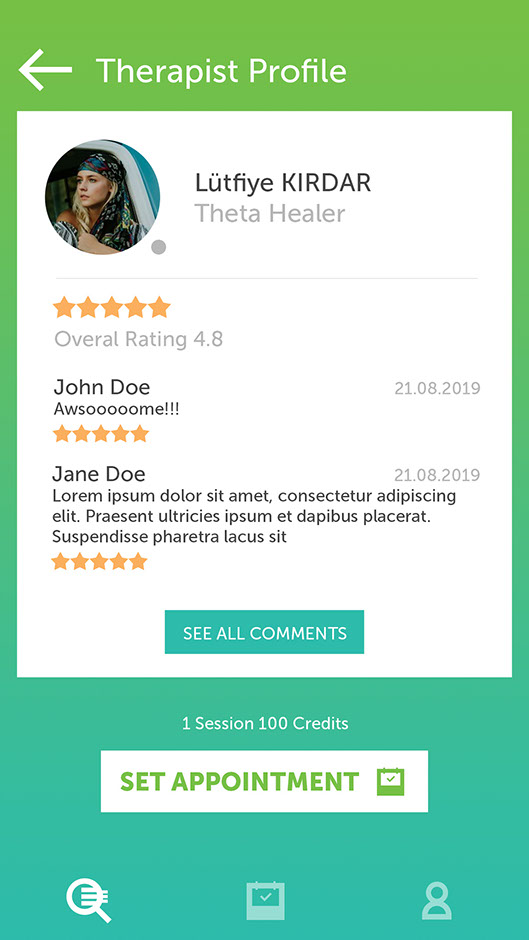 Therapist Profile
Lütfiye KIRDAR
Theta Healer
Overal Rating 4.8
John Doe
21.08.2019
Awsooooome!!!
Jane Doe
21.08.2019
Lorem ipsum dolor sit amet, consectetur adipiscing
elit. Praesent ultricies ipsum et dapibus placerat.
Suspendisse pharetra lacus sit
SEE ALL COMMENTS
1 Session 100 Credits
SET APPOINTMENT